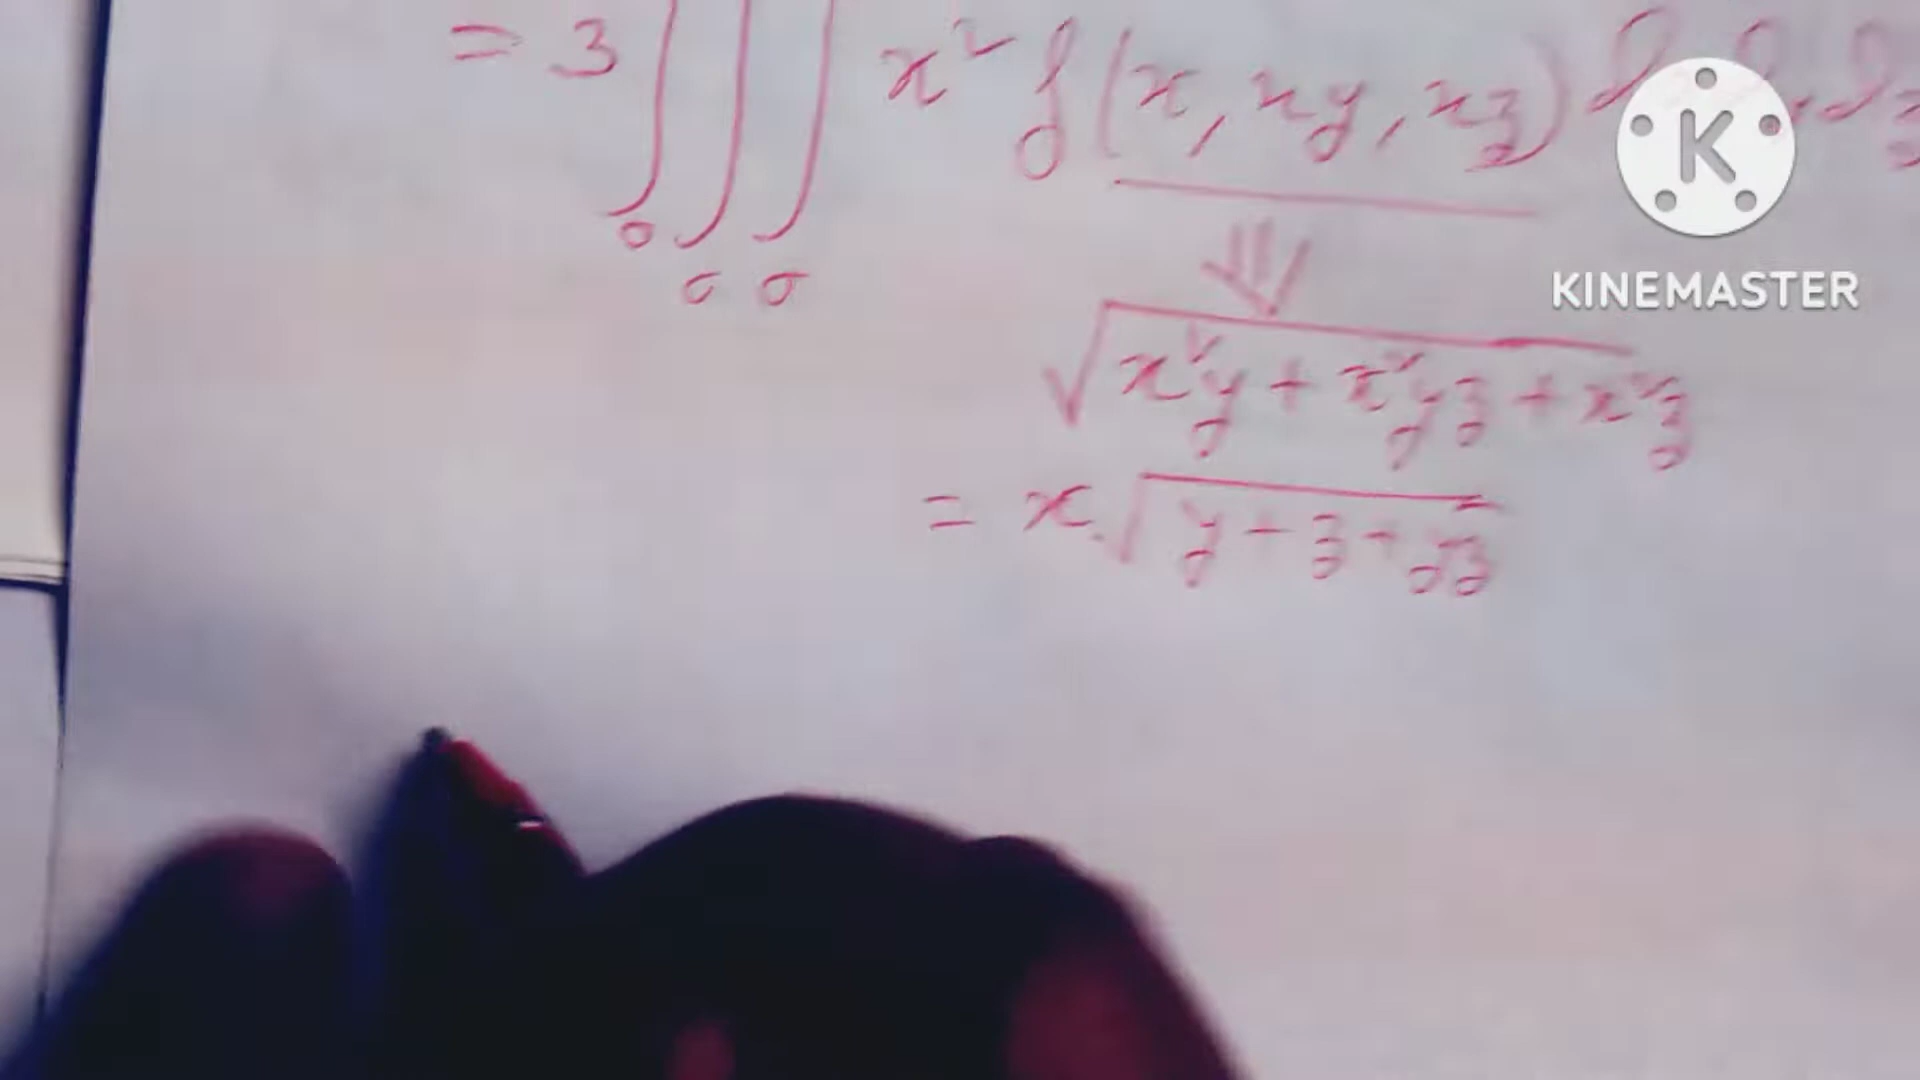 = 3 ∫₀ ∫₀ ∫₀ x² f(x, xy, xz)
K
KINEMASTER
⇓
√(x²y + x²yz + x²z)
= x.√(y + z + yz)